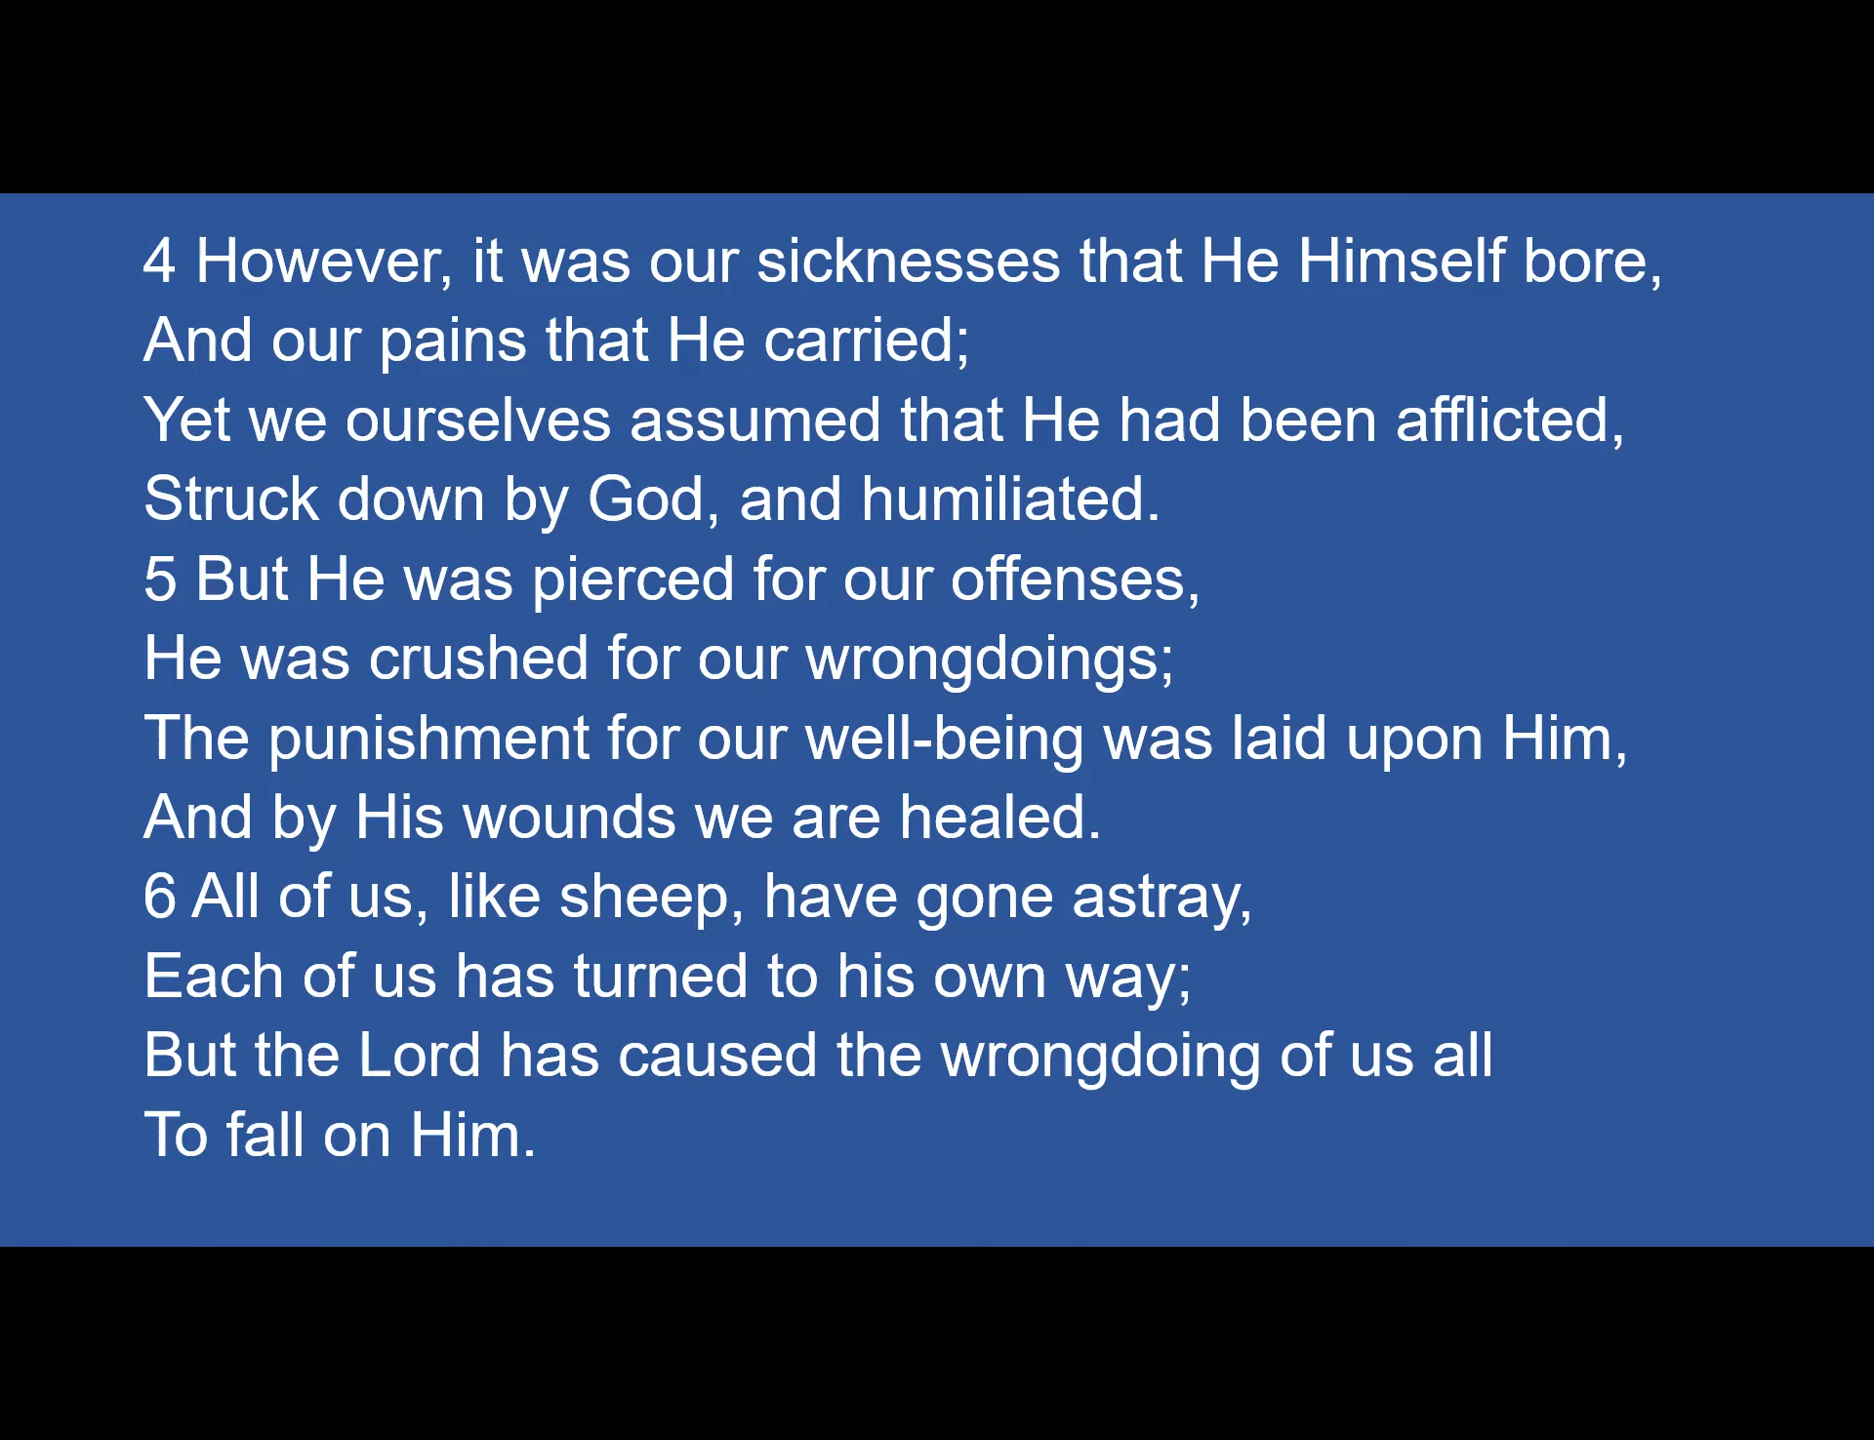 4 However, it was our sicknesses that He Himself bore,
And our pains that He carried;
Yet we ourselves assumed that He had been afflicted,
Struck down by God, and humiliated.
5 But He was pierced for our offenses,
He was crushed for our wrongdoings;
The punishment for our well-being was laid upon Him,
And by His wounds we are healed.
6 All of us, like sheep, have gone astray,
Each of us has turned to his own way;
But the Lord has caused the wrongdoing of us all
To fall on Him.